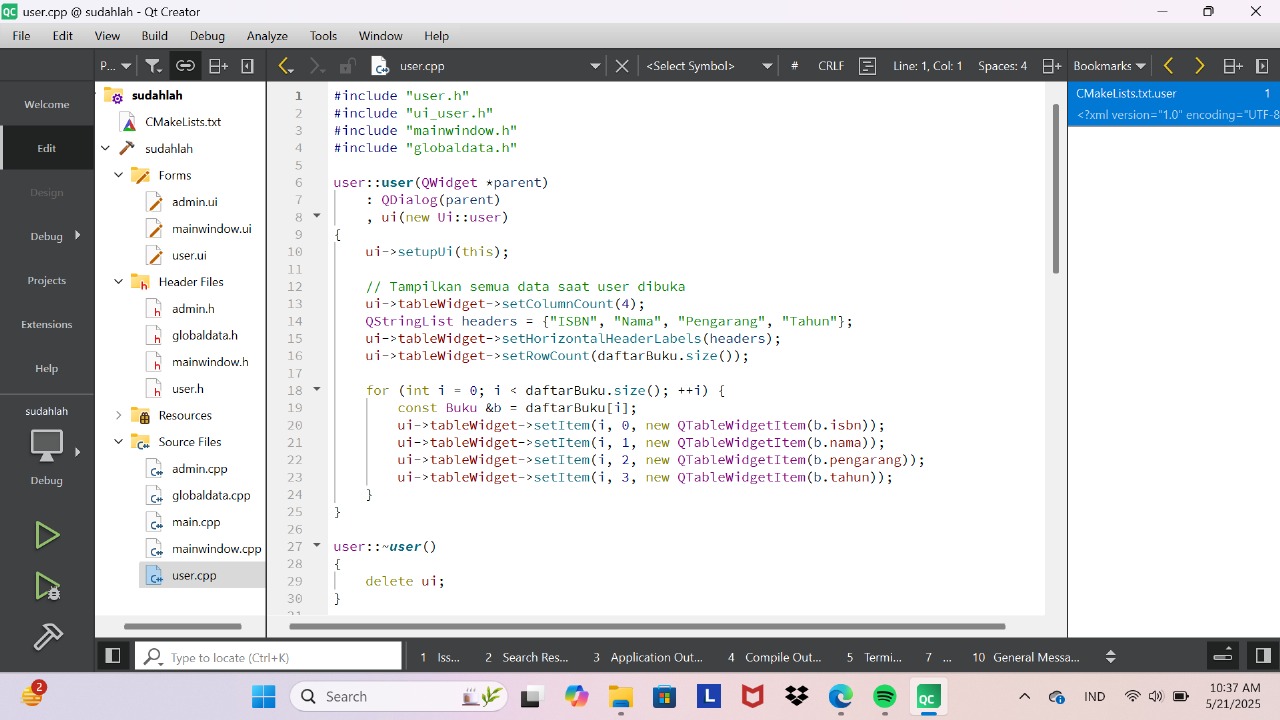 user.cpp @ sudahlah - Qt Creator
File Edit View Build Debug Analyze Tools Window Help
P... user.cpp <Select Symbol> # CRLF Line: 1, Col: 1 Spaces: 4 Bookmarks
Welcome
Edit
Design
Debug
Projects
Extensions
Help
sudahlah
Debug
sudahlah
CMakeLists.txt
sudahlah
Forms
admin.ui
mainwindow.ui
user.ui
Header Files
admin.h
globaldata.h
mainwindow.h
user.h
Resources
Source Files
admin.cpp
globaldata.cpp
main.cpp
mainwindow.cpp
user.cpp
1 #include "user.h"
2 #include "ui_user.h"
3 #include "mainwindow.h"
4 #include "globaldata.h"
5
6 user::user(QWidget *parent)
7 : QDialog(parent)
8 , ui(new Ui::user)
9 {
10 ui->setupUi(this);
11
12 // Tampilkan semua data saat user dibuka
13 ui->tableWidget->setColumnCount(4);
14 QStringList headers = {"ISBN", "Nama", "Pengarang", "Tahun"};
15 ui->tableWidget->setHorizontalHeaderLabels(headers);
16 ui->tableWidget->setRowCount(daftarBuku.size());
17
18 for (int i = 0; i < daftarBuku.size(); ++i) {
19 const Buku &b = daftarBuku[i];
20 ui->tableWidget->setItem(i, 0, new QTableWidgetItem(b.isbn));
21 ui->tableWidget->setItem(i, 1, new QTableWidgetItem(b.nama));
22 ui->tableWidget->setItem(i, 2, new QTableWidgetItem(b.pengarang));
23 ui->tableWidget->setItem(i, 3, new QTableWidgetItem(b.tahun));
24 }
25 }
26
27 user::~user()
28 {
29 delete ui;
30 }
CMakeLists.txt.user 1
<?xml version="1.0" encoding="UTF-8
Type to locate (Ctrl+K) 1 Iss... 2 Search Res... 3 Application Out... 4 Compile Out... 5 Termi... 7 ... 10 General Messa...
2 Search IND 10:37 AM
5/21/2025